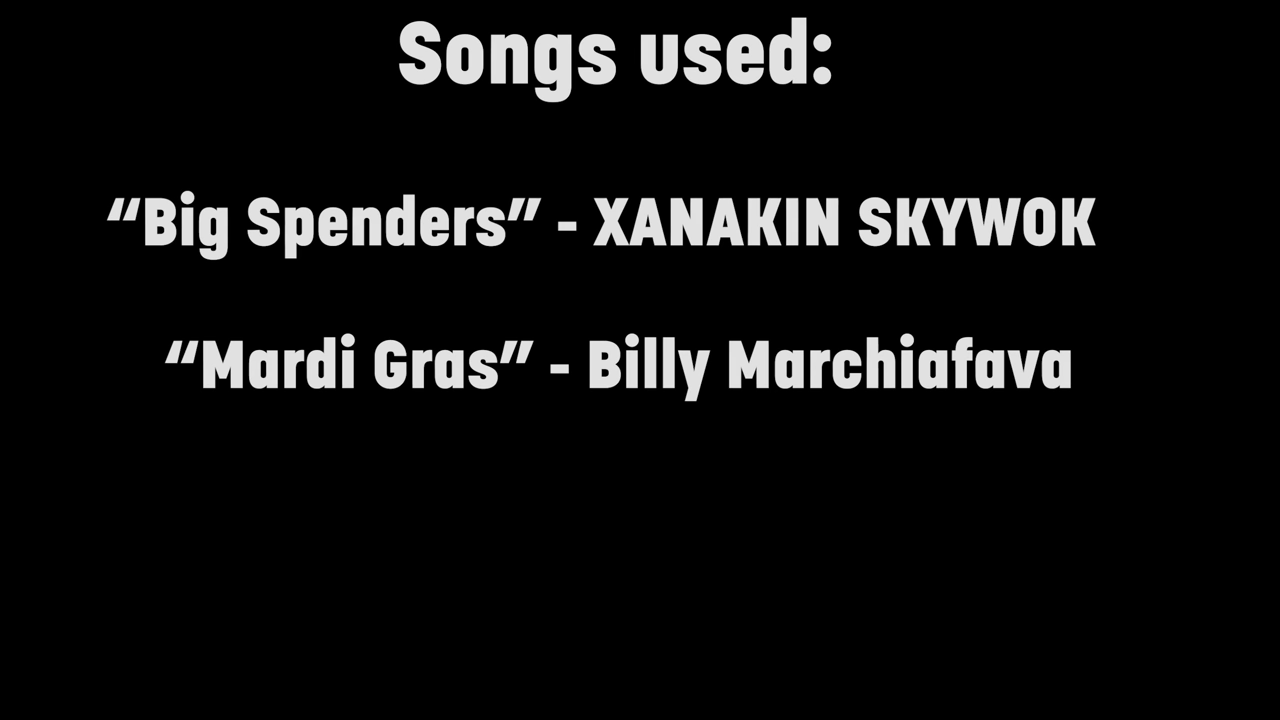 Songs used:
“Big Spenders” - XANAKIN SKYWOK
“Mardi Gras” - Billy Marchiafava